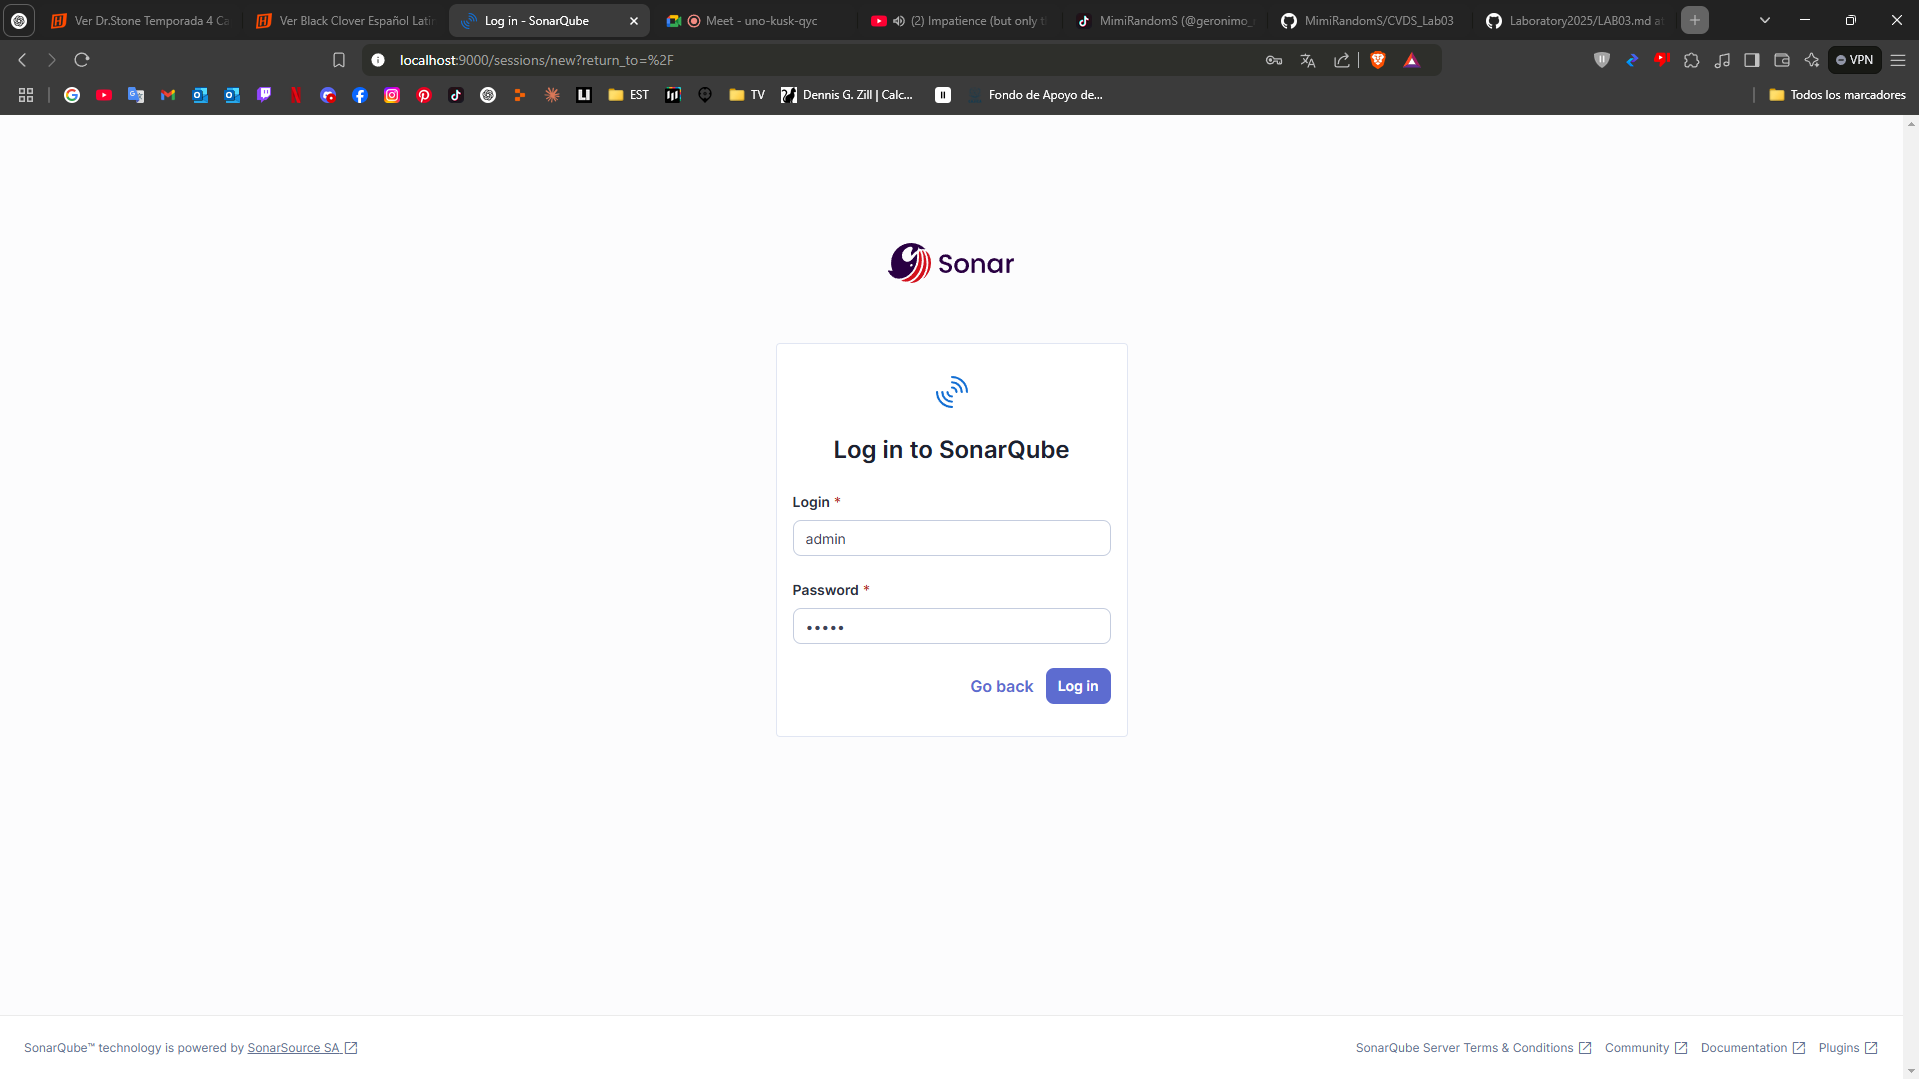 Ver Dr.Stone Temporada 4 Ca
Ver Black Clover Español Latin
Log in - SonarQube
Meet - uno-kusk-qyc
(2) Impatience (but only t
MimiRandomS (@geronimo_
MimiRandomS/CVDS_Lab03
Laboratory2025/LAB03.md at
localhost:9000/sessions/new?return_to=%2F
VPN
EST
TV
Dennis G. Zill | Calc...
Fondo de Apoyo de...
Todos los marcadores
Sonar
Log in to SonarQube
Login *
admin
Password *
•••••
Go back
Log in
SonarQube™ technology is powered by SonarSource SA
SonarQube Server Terms & Conditions
Community
Documentation
Plugins